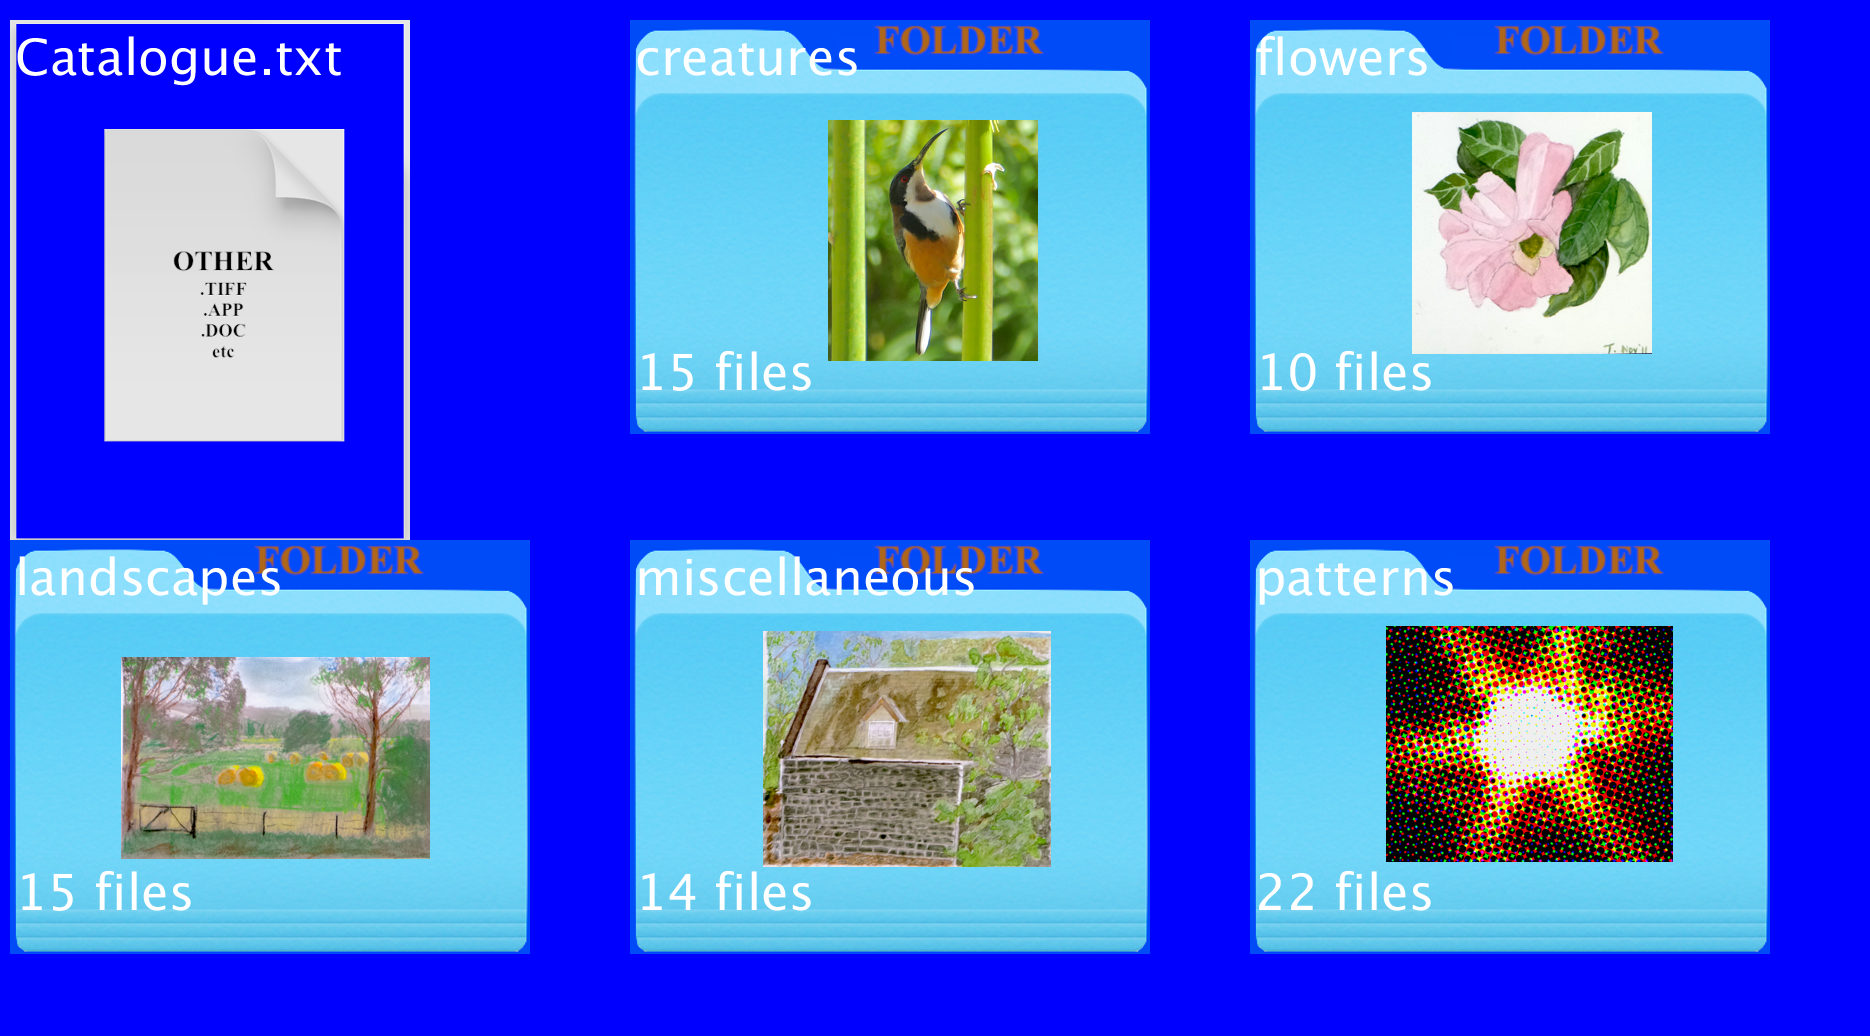 Catalogue.txt
OTHER
.TIFF
.APP
.DOC
etc
FOLDER
creatures
15 files
FOLDER
flowers
T. Nov'11
10 files
FOLDER
landscapes
15 files
FOLDER
miscellaneous
14 files
FOLDER
patterns
22 files